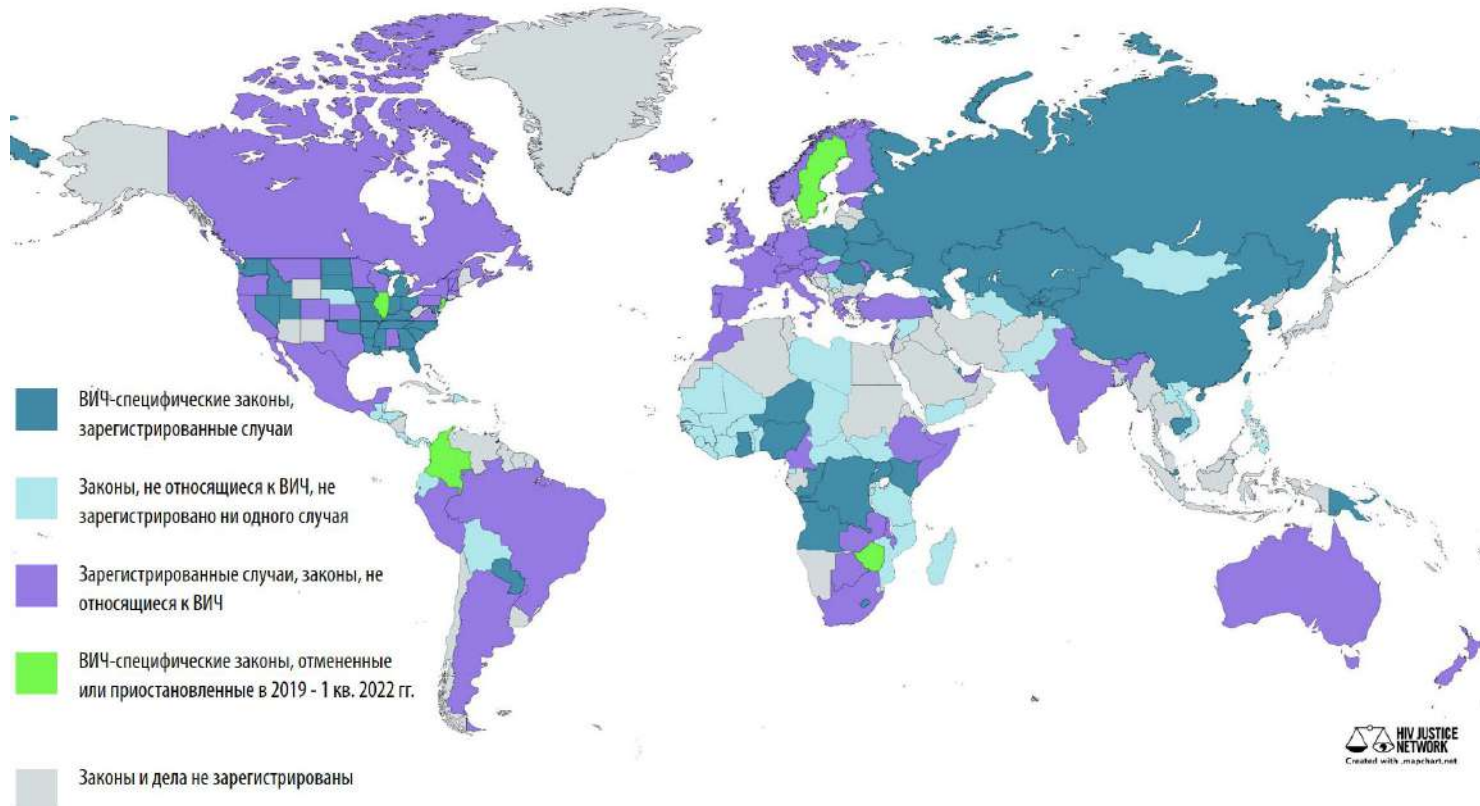 ВИЧ-специфические законы,
зарегистрированные случаи
Законы, не относящиеся к ВИЧ, не
зарегистрировано ни одного случая
Зарегистрированные случаи, законы, не
относящиеся к ВИЧ
ВИЧ-специфические законы, отмененные
или приостановленные в 2019 - 1 кв. 2022 гг.
Законы и дела не зарегистрированы
HIV JUSTICE
NETWORK
Created with .mapchart.net